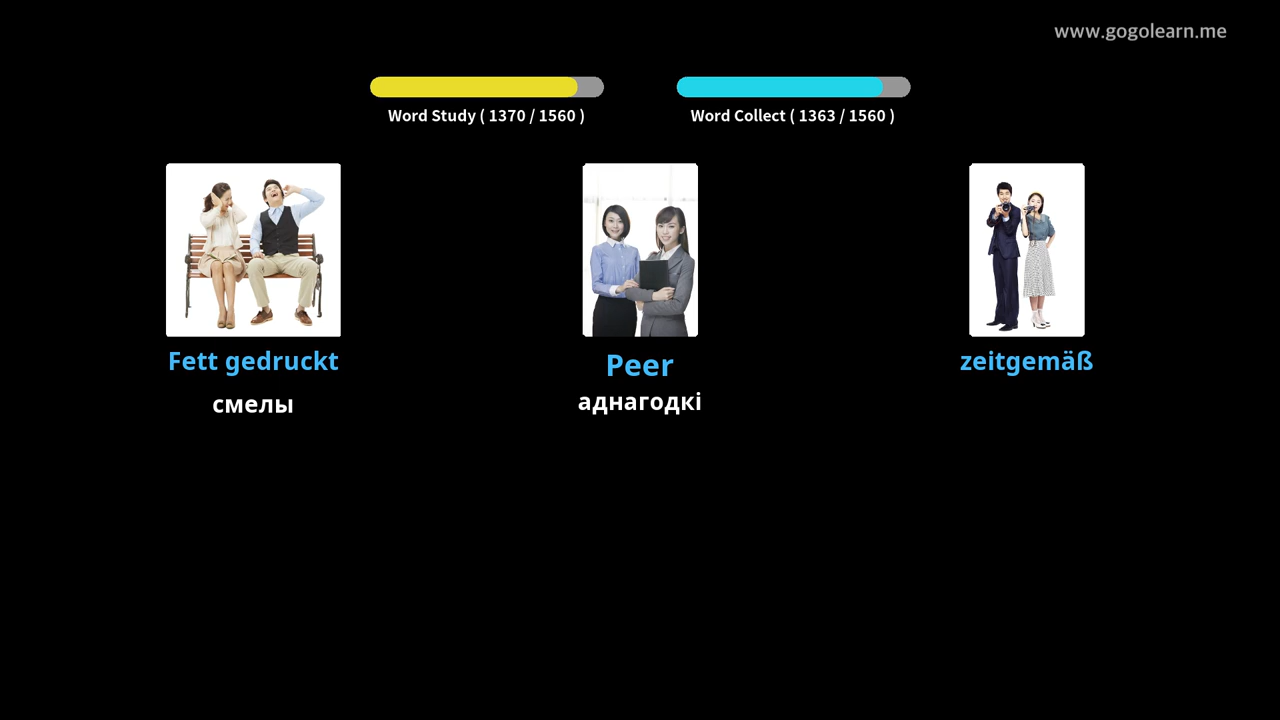 www.gogolearn.me
Word Study ( 1370 / 1560 )
Word Collect ( 1363 / 1560 )
Fett gedruckt
Peer
zeitgemäß
смелы
аднагодкі